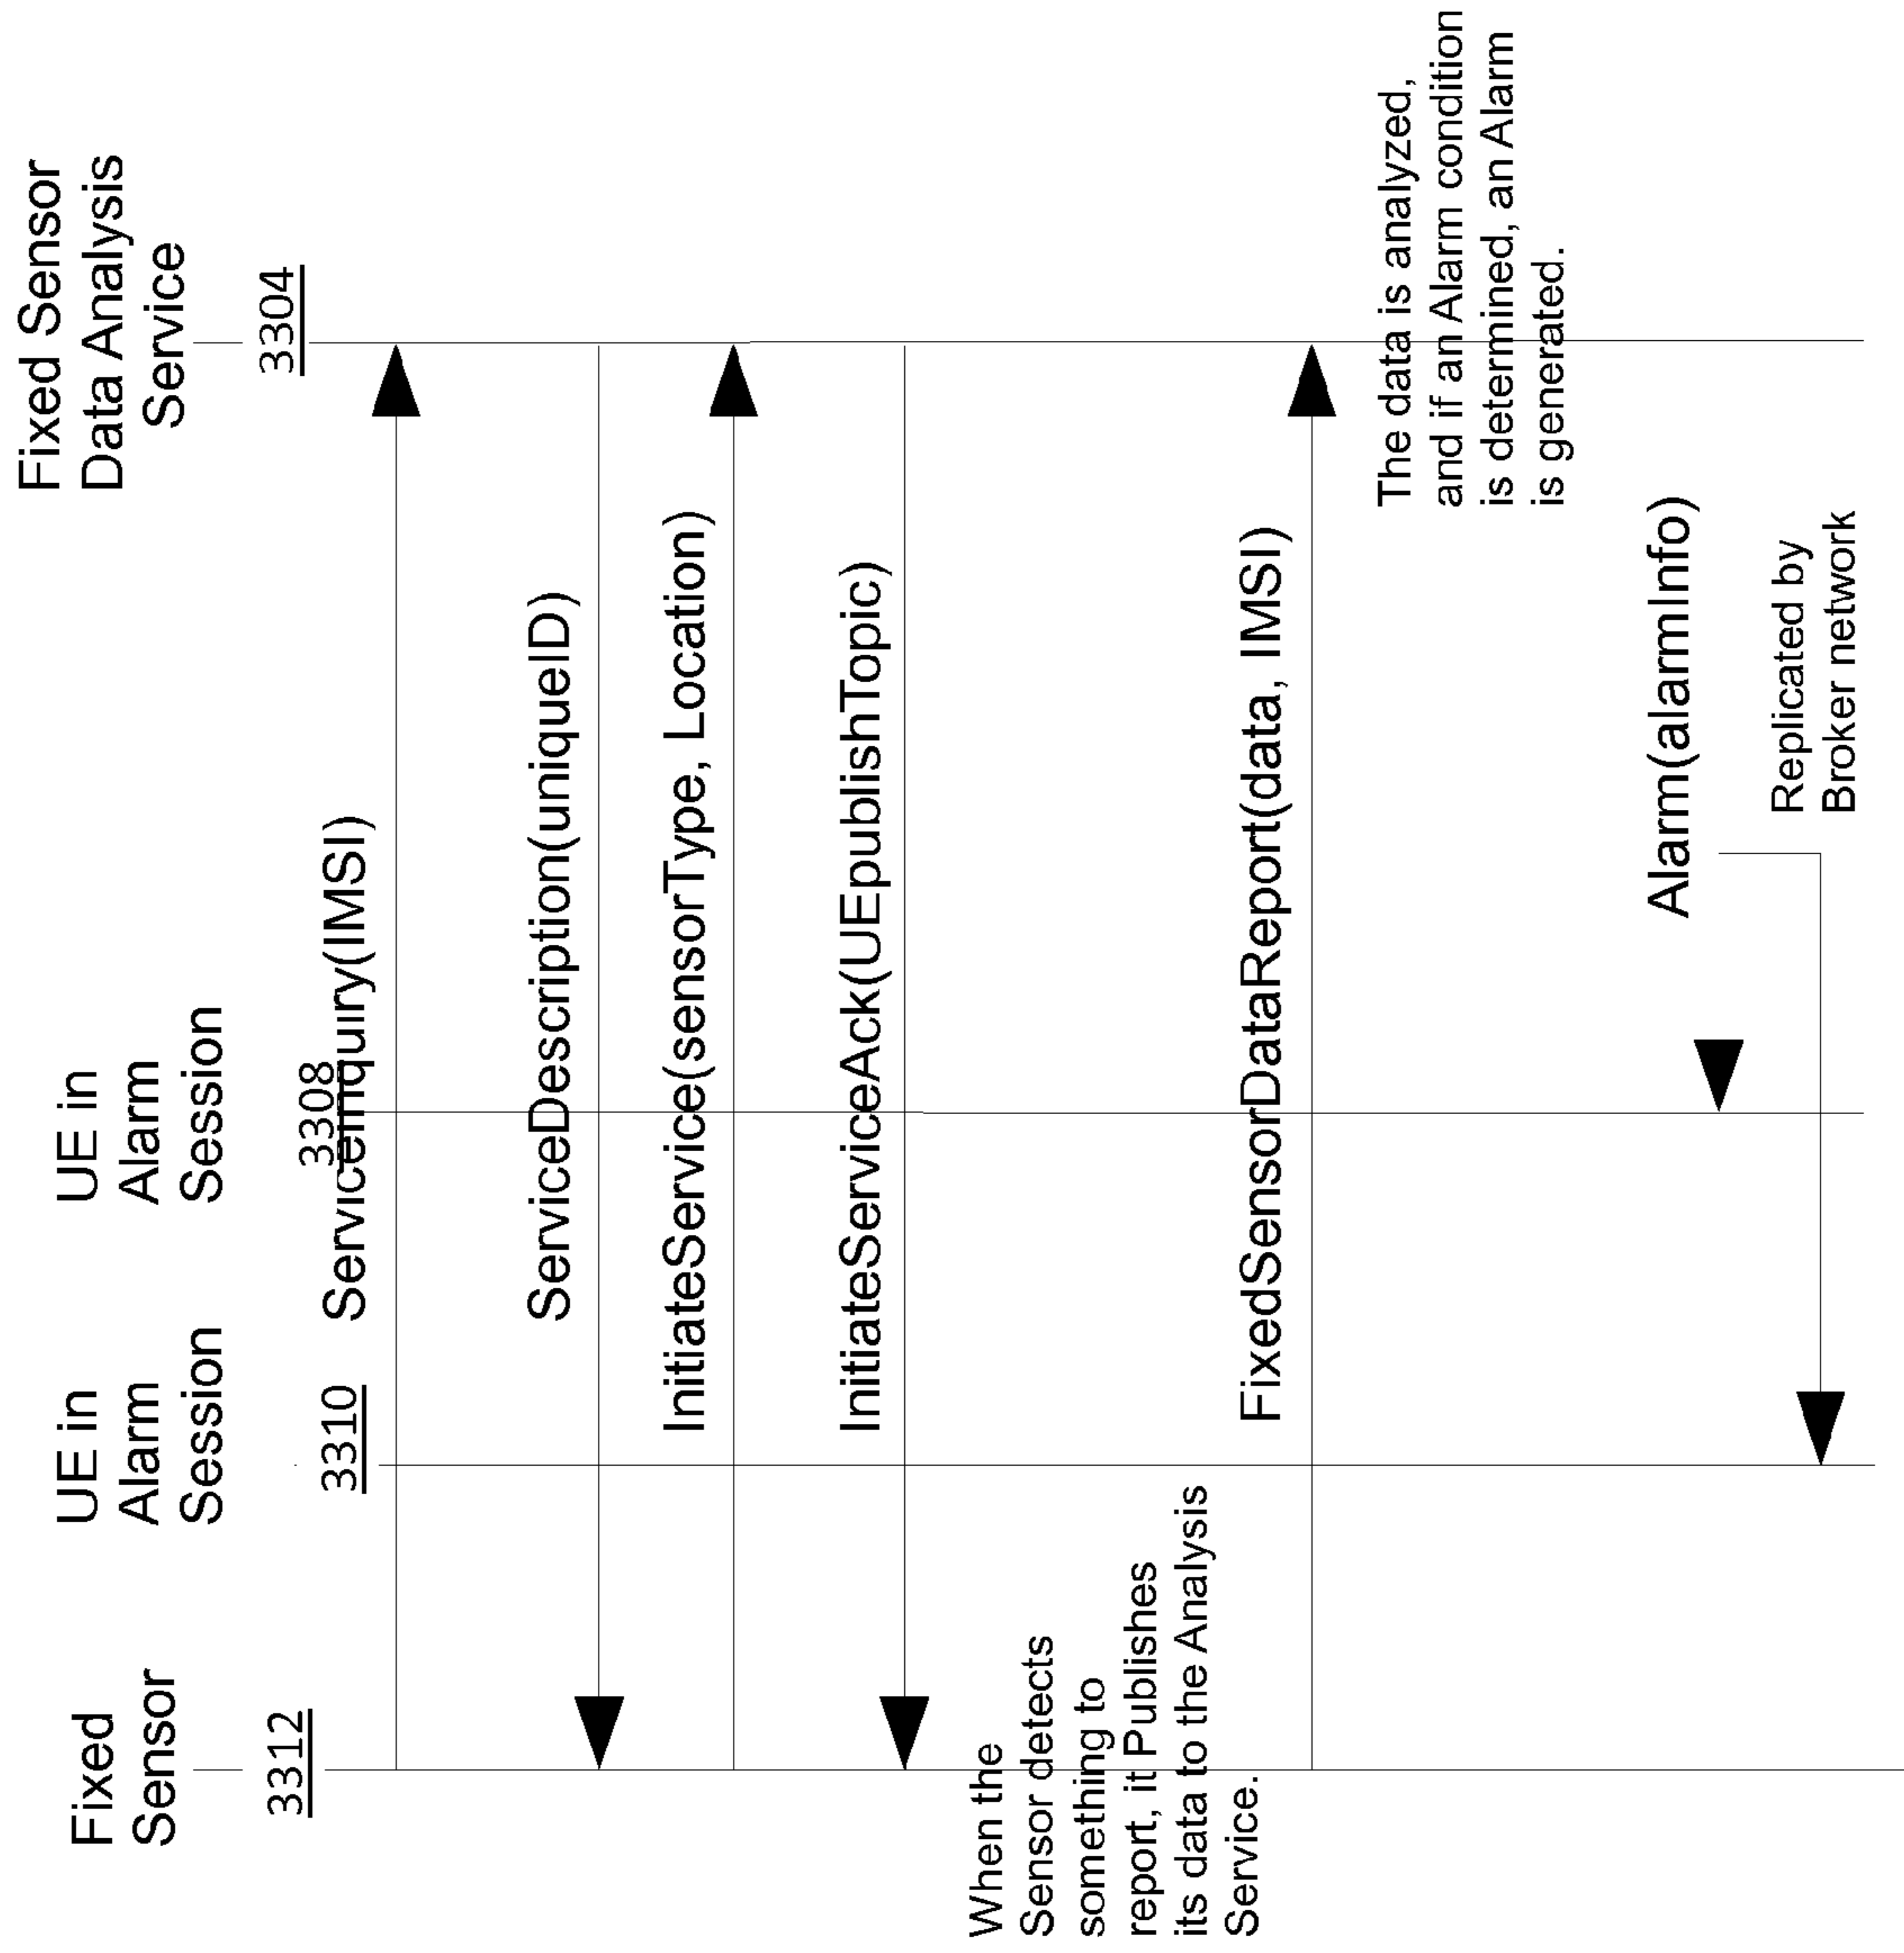 Fixed
Sensor
3312
UE in
Alarm
Session
3310
UE in
Alarm
Session
3308
Fixed Sensor
Data Analysis
Service
3304
ServiceInquiry(IMSI)
ServiceDescription(uniqueID)
InitiateService(sensorType, Location)
InitiateServiceAck(UEpublishTopic)
When the
Sensor detects
something to
report, it Publishes
its data to the Analysis
Service.
FixedSensorDataReport(data, IMSI)
The data is analyzed,
and if an Alarm condition
is determined, an Alarm
is generated.
Alarm(alarmInfo)
Replicated by
Broker network